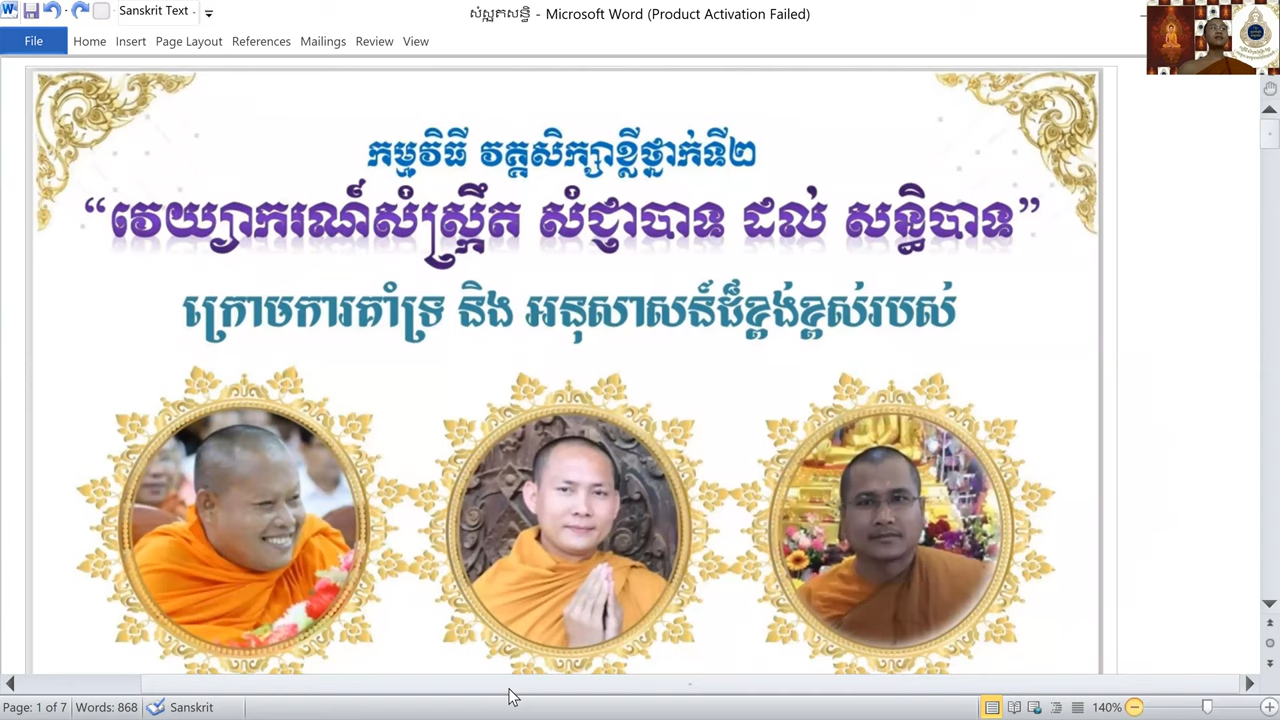 Sanskrit Text
សំស្ក្រតសន្ធិ - Microsoft Word (Product Activation Failed)
File Home Insert Page Layout References Mailings Review View
កម្មវិធី វគ្គសិក្សាខ្លីថ្នាក់ទី២
“វេយ្យាករណ៍សំស្ក្រឹត សំជ្ញាបាទ ដល់ សន្ធិបាទ”
ក្រោមការគាំទ្រ និង អនុសាសន៍ដ៏ខ្ពង់ខ្ពស់របស់
Page: 1 of 7 Words: 868 Sanskrit 140%